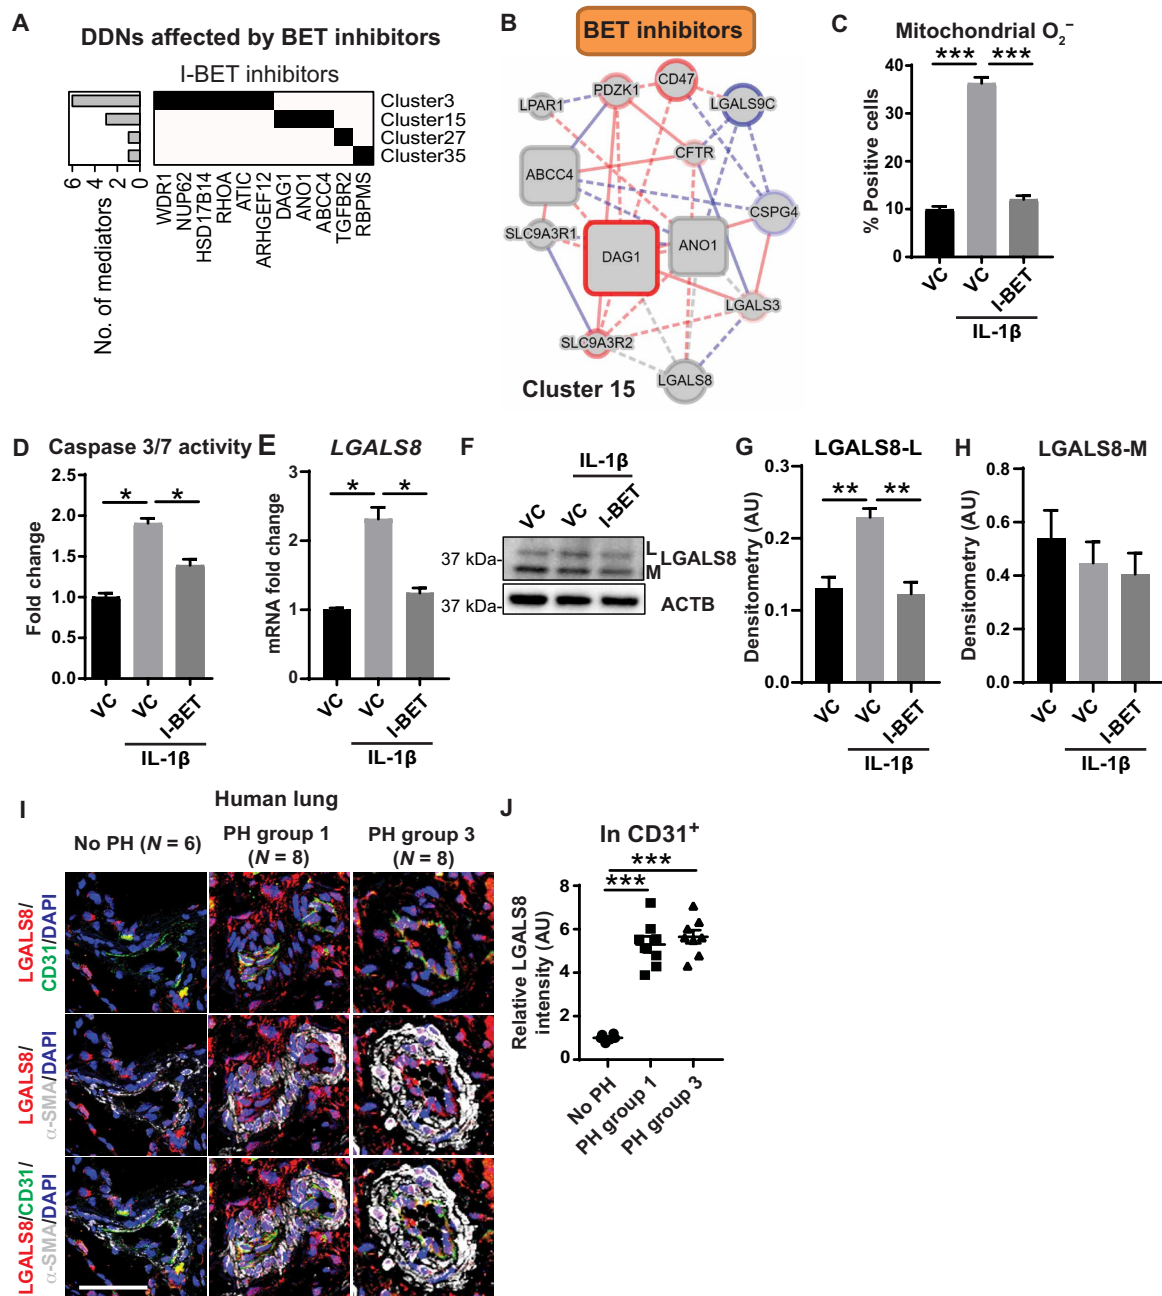 A
DDNs affected by BET inhibitors
I-BET inhibitors
Cluster3
Cluster15
Cluster27
Cluster35
6
4
2
0
No. of mediators
WDR1
NUP62
HSD17B14
RHOA
ATIC
ARHGEF12
DAG1
ANO1
ABCC4
TGFBR2
RBPMS
B
BET inhibitors
CD47
PDZK1
LPAR1
LGALS9C
CFTR
ABCC4
CSPG4
SLC9A3R1
ANO1
DAG1
LGALS3
SLC9A3R2
LGALS8
Cluster 15
C
Mitochondrial O₂⁻
*** ***
% Positive cells
40
30
20
10
0
VC
VC
I-BET
IL-1β
D
Caspase 3/7 activity
* *
Fold change
2.5
2.0
1.5
1.0
0.5
0.0
VC
VC
I-BET
IL-1β
E
LGALS8
* *
mRNA fold change
3
2
1
0
VC
VC
I-BET
IL-1β
F
IL-1β
VC
VC
I-BET
37 kDa-
L
M
LGALS8
37 kDa-
ACTB
G
LGALS8-L
** **
Densitometry (AU)
0.3
0.2
0.1
0.0
VC
VC
I-BET
IL-1β
H
LGALS8-M
Densitometry (AU)
0.8
0.6
0.4
0.2
0.0
VC
VC
I-BET
IL-1β
I
Human lung
No PH (N = 6)
PH group 1
(N = 8)
PH group 3
(N = 8)
LGALS8/
CD31/DAPI
LGALS8/
α-SMA/DAPI
LGALS8/CD31/
α-SMA/DAPI
J
In CD31⁺
***
***
Relative LGALS8
intensity (AU)
8
6
4
2
0
No PH
PH group 1
PH group 3